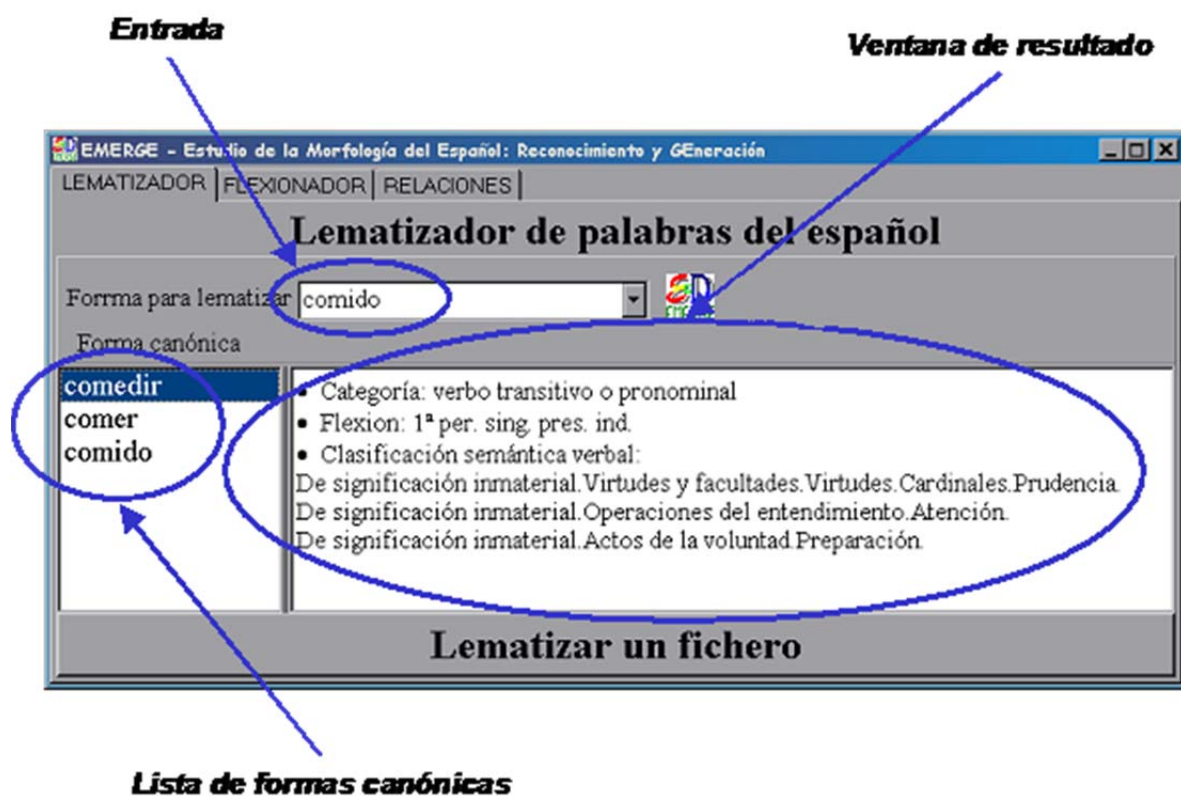 Entrada
Ventana de resultado
EMERGE - Estudio de la Morfología del Español: Reconocimiento y GEneración
LEMATIZADOR FLEXIONADOR RELACIONES
Lematizador de palabras del español
Forrma para lematizar comido
EMERGE
Forma canónica
comedir
comer
comido
• Categoría: verbo transitivo o pronominal
• Flexion: 1ª per. sing. pres. ind.
• Clasificación semántica verbal:
De significación inmaterial.Virtudes y facultades.Virtudes.Cardinales.Prudencia.
De significación inmaterial.Operaciones del entendimiento.Atención.
De significación inmaterial.Actos de la voluntad.Preparación.
Lematizar un fichero
Lista de formas canónicas